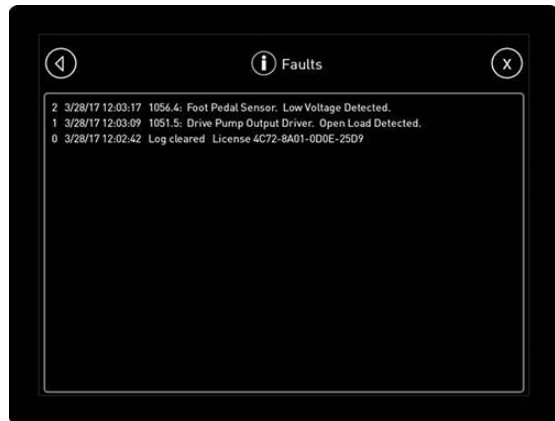 Faults
X
2 3/28/17 12:03:17 1056.4: Foot Pedal Sensor. Low Voltage Detected.
1 3/28/17 12:03:09 1051.5: Drive Pump Output Driver. Open Load Detected.
0 3/28/17 12:02:42 Log cleared License 4C72-8A01-0D0E-25D9